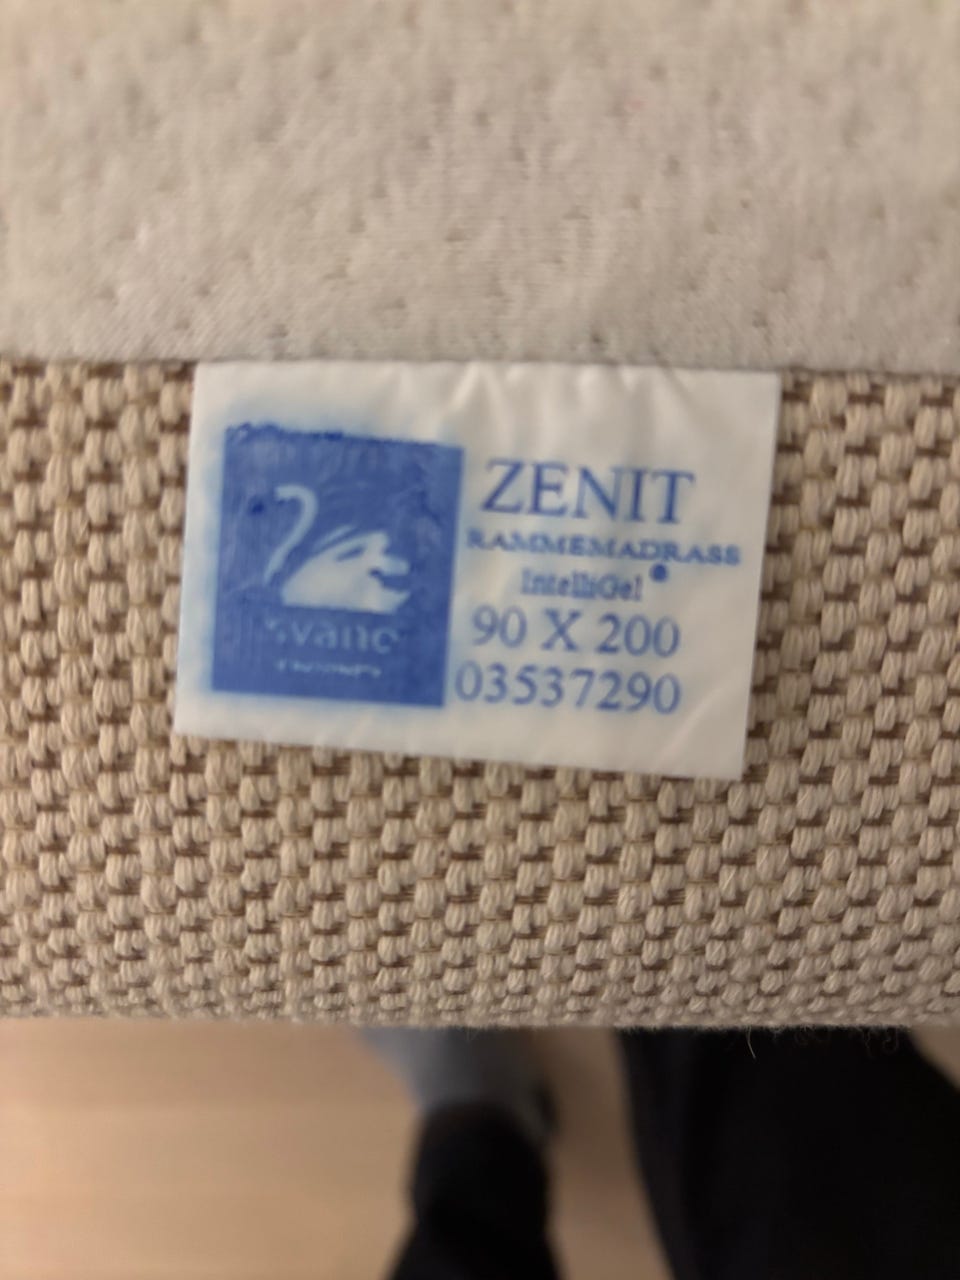 svane
ZENIT
RAMMEMADRASS
IntelliGel®
90 X 200
03537290